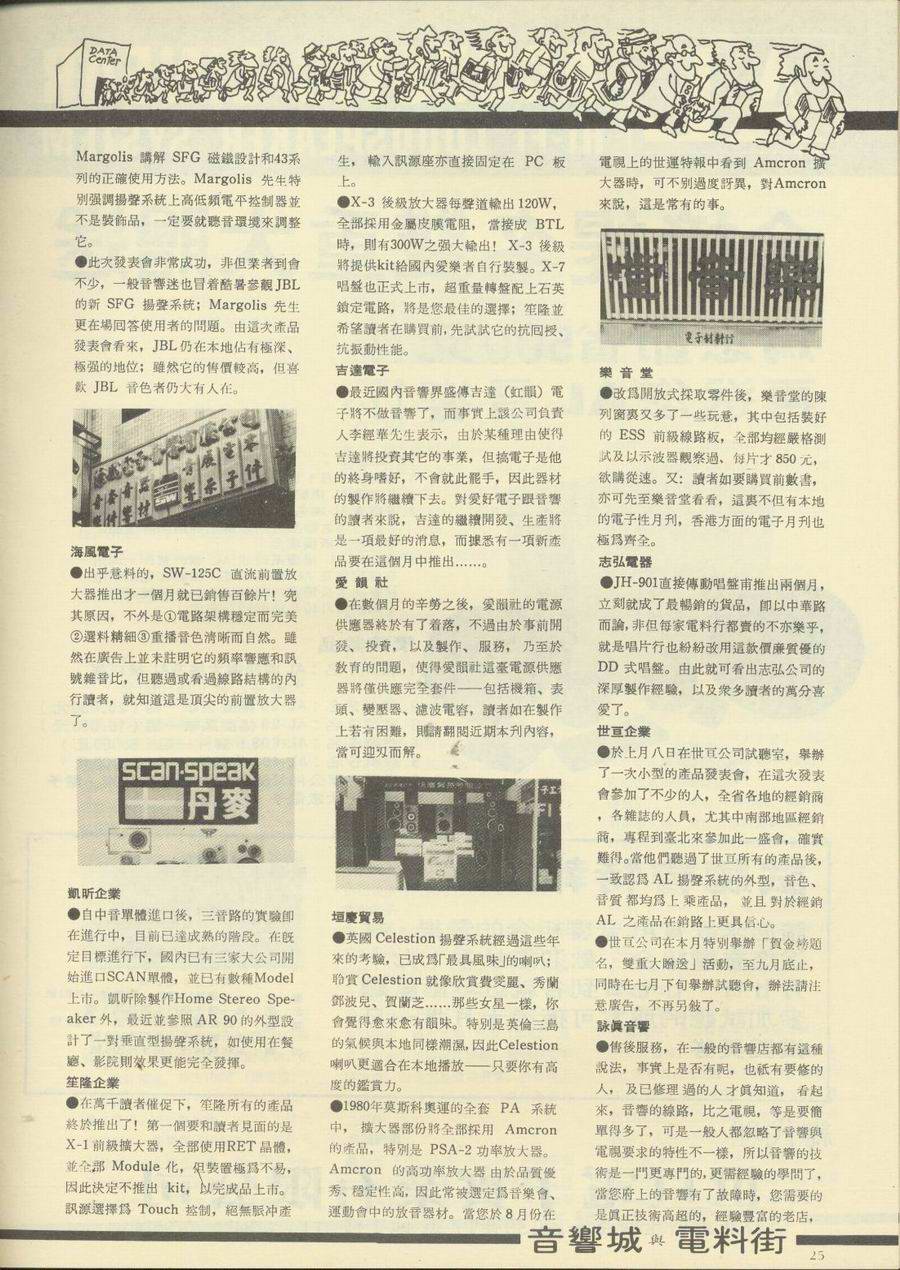 DATA
Center
Margolis 講解 SFG 磁鐵設計和43系
列的正確使用方法。Margolis 先生特
別强調揚聲系統上高低頻電平控制器並
不是裝飾品，一定要就聽音環境來調整
它。
●此次發表會非常成功，非但業者到會
不少，一般音響迷也冒着酷暑參觀JBL
的新 SFG 揚聲系統；Margolis 先生
更在場回答使用者的問題。由這次產品
發表會看來，JBL仍在本地佔有極深、
極强的地位；雖然它的售價較高，但喜
歡 JBL 音色者仍大有人在。
海風電子
●出乎意料的，SW-125C 直流前置放
大器推出才一個月就已銷售百餘片！究
其原因，不外是①電路架構穩定而完美
②選料精細③重播音色清晰而自然。雖
然在廣告上並未註明它的頻率響應和訊
號雜音比，但聽過或看過線路結構的內
行讀者，就知道這是頂尖的前置放大器
了。
scan-speak
丹麥
凱昕企業
●自中音單體進口後，三音路的實驗卽
在進行中，目前已達成熟的階段。在旣
定目標進行下，國內已有三家大公司開
始進口SCAN單體，並已有數種Model
上市。凱昕除製作Home Stereo Spe-
aker 外，最近並參照 AR 90 的外型設
計了一對垂直型揚聲系統，如使用在餐
廳、影院則效果更能完全發揮。
笙隆企業
●在萬千讀者催促下，笙隆所有的產品
終於推出了！第一個要和讀者見面的是
X-1 前級擴大器，全部使用RET 晶體，
並全部 Module 化，但裝置極爲不易，
因此決定不推出 kit，以完成品上市。
訊源選擇爲 Touch 控制，絕無脈冲產
生，輸入訊源座亦直接固定在 PC 板
上。
●X-3 後級放大器每聲道輸出120W，
全部採用金屬皮膜電阻，當接成 BTL
時，則有300W之强大輸出！X-3 後級
將提供kit給國內愛樂者自行裝製。X-7
唱盤也正式上市，超重量轉盤配上石英
鎖定電路，將是您最佳的選擇；笙隆並
希望讀者在購買前，先試試它的抗囘授、
抗振動性能。
吉達電子
●最近國內音響界盛傳吉達（虹韻）電
子將不做音響了，而事實上該公司負責
人李經華先生表示，由於某種理由使得
吉達將投資其它的事業，但搞電子是他
的終身嗜好，不會就此罷手，因此器材
的製作將繼續下去。對愛好電子跟音響
的讀者來說，吉達的繼續開發、生產將
是一項最好的消息，而據悉有一項新產
品要在這個月中推出……。
愛韻社
●在數個月的辛勞之後，愛韻社的電源
供應器終於有了着落，不過由於事前開
發、投資，以及製作、服務，乃至於
敎育的問題，使得愛韻社這臺電源供應
器將僅供應完全套件——包括機箱、表
頭、變壓器、濾波電容，讀者如在製作
上若有困難，則請翻閱近期本刊內容，
當可迎刃而解。
垣慶貿易
●英國 Celestion 揚聲系統經過這些年
來的考驗，已成爲「最具風味」的喇叭；
聆賞 Celestion 就像欣賞費雯麗、秀蘭
鄧波兒、賀蘭芝……那些女星一樣，你
會覺得愈來愈有韻味。特別是英倫三島
的氣候與本地同樣潮濕，因此Celestion
喇叭更適合在本地播放——只要你有高
度的鑑賞力。
●1980年莫斯科奧運的全套 PA 系統
中，擴大器部份將全部採用 Amcron
的產品，特別是 PSA-2 功率放大器。
Amcron 的高功率放大器由於品質優
秀、穩定性高，因此常被選定爲音樂會、
運動會中的放音器材。當您於8月份在
電視上的世運特報中看到 Amcron 擴
大器時，可不別過度訝異，對Amcron
來說，這是常有的事。
樂音堂
●改爲開放式採取零件後，樂音堂的陳
列窗裏又多了一些玩意，其中包括裝好
的 ESS 前級線路板，全部均經嚴格測
試及以示波器觀察過、每片才850元，
欲購從速。又：讀者如要購買前數書，
亦可先至樂音堂看看，這裏不但有本地
的電子性月刊，香港方面的電子月刊也
極爲齊全。
志弘電器
●JH-901直接傳動唱盤甫推出兩個月，
立刻就成了最暢銷的貨品，卽以中華路
而論，非但每家電料行都賣的不亦樂乎，
就是唱片行也紛紛改用這款價廉質優的
DD 式唱盤。由此就可看出志弘公司的
深厚製作經驗，以及衆多讀者的萬分喜
愛了。
世亘企業
●於上月八日在世亘公司試聽室，舉辦
了一次小型的產品發表會，在這次發表
會參加了不少的人，全省各地的經銷商
，各雜誌的人員，尤其中南部地區經銷
商，專程到臺北來參加此一盛會，確實
難得。當他們聽過了世亘所有的產品後，
一致認爲 AL 揚聲系統的外型，音色、
音質都均爲上乘產品，並且對於經銷
AL 之產品在銷路上更具信心。
●世亘公司在本月特別舉辦「賀金榜題
名，雙重大贈送」活動，至九月底止，
同時在七月下旬舉辦試聽會，辦法請注
意廣告，不再另敍了。
詠眞音響
●售後服務，在一般的音響店都有這種
說法，事實上是否有呢，也祇有要修的
人，及已修理過的人才眞知道，看起
來，音響的線路，比之電視，等是要簡
單得多了，可是一般人都忽略了音響與
電視要求的特性不一樣，所以音響的技
術是一門更專門的，更需經驗的學問了，
當您府上的音響有了故障時，您需要的
是眞正技術高超的，經驗豐富的老店，
音響城與電料街
25